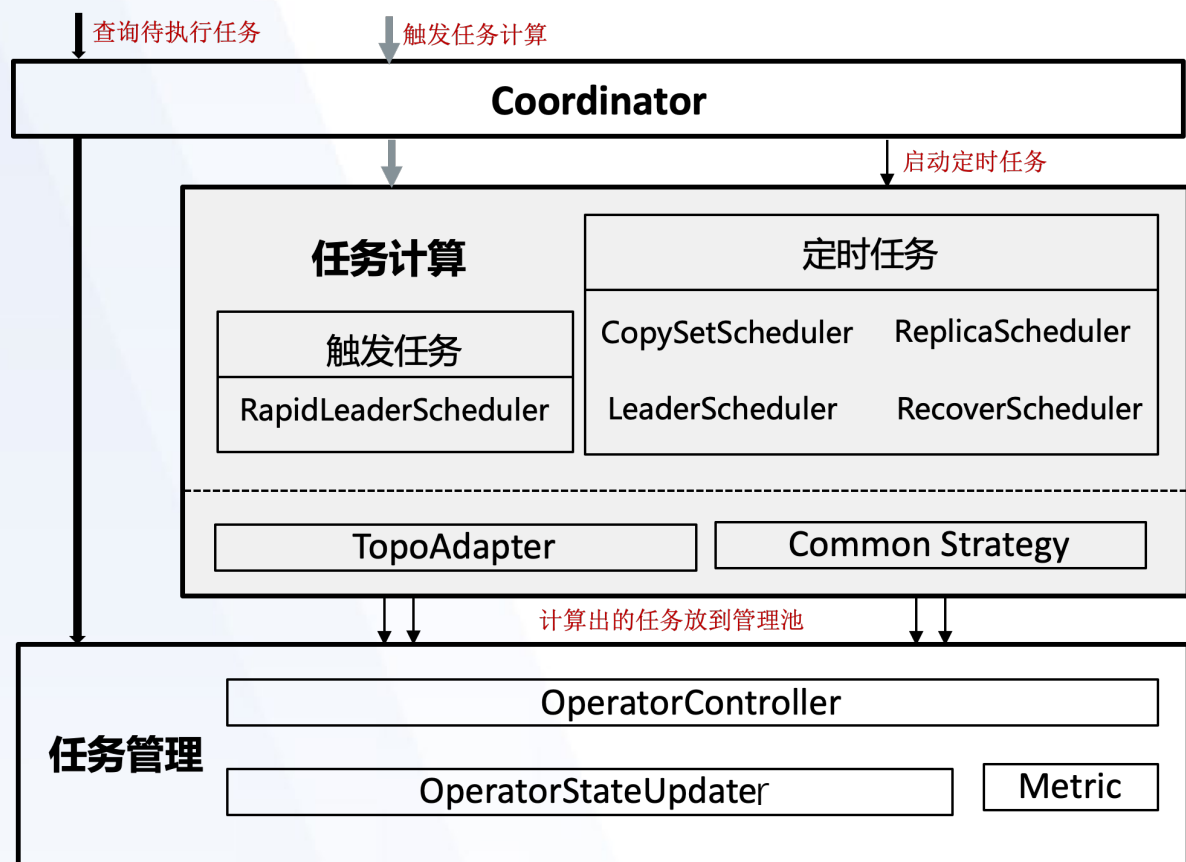 查询待执行任务
触发任务计算
Coordinator
启动定时任务
任务计算
定时任务
触发任务
CopySetScheduler
ReplicaScheduler
RapidLeaderScheduler
LeaderScheduler
RecoverScheduler
TopoAdapter
Common Strategy
计算出的任务放到管理池
OperatorController
任务管理
OperatorStateUpdater
Metric